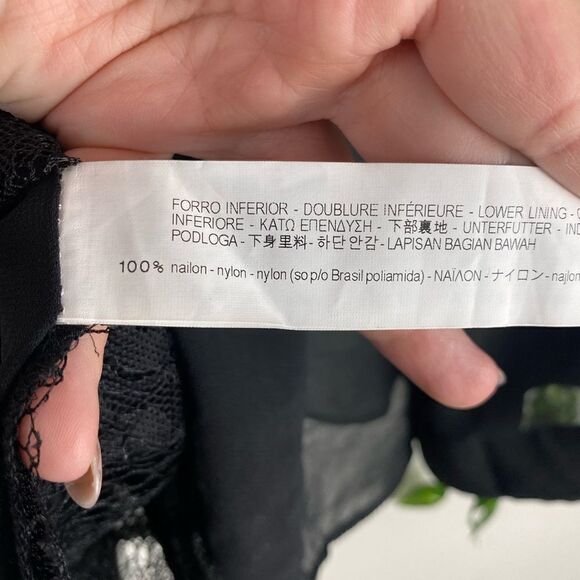 FORRO INFERIOR - DOUBLURE INFÉRIEURE - LOWER LINING -
INFERIORE - ΚΑΤΩ ΕΠΕΝΔΥΣΗ - 下部裏地 - UNTERFUTTER -
PODLOGA - 下身里料 - 하단 안감 - LAPISAN BAGIAN BAWAH
100% nailon - nylon - nylon (so p/o Brasil poliamida) - ΝΑΪΛΟΝ - ナイロン - najlon